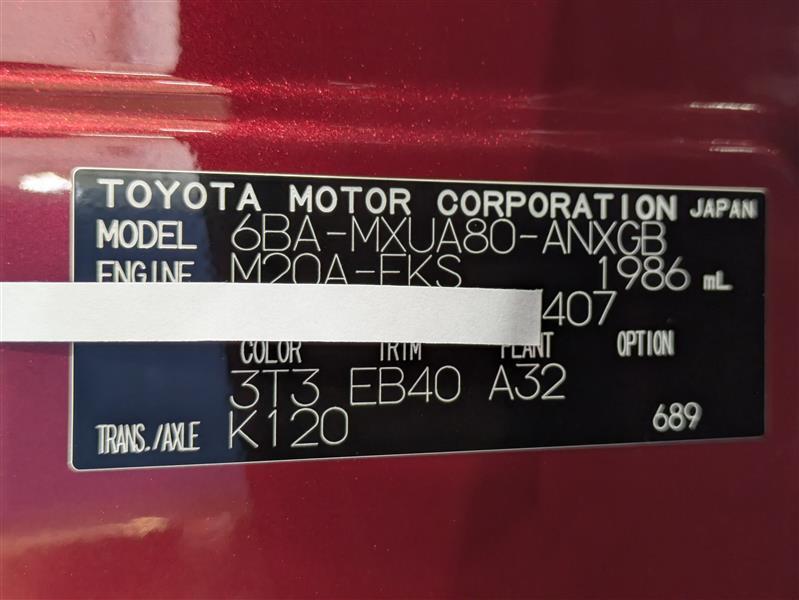 TOYOTA MOTOR CORPORATION JAPAN
MODEL 6BA-MXUA80-ANXGB
ENGINE M20A-FKS 1986 mL
407
COLOR TRIM PLANT OPTION
3T3 EB40 A32
TRANS./AXLE K120 689